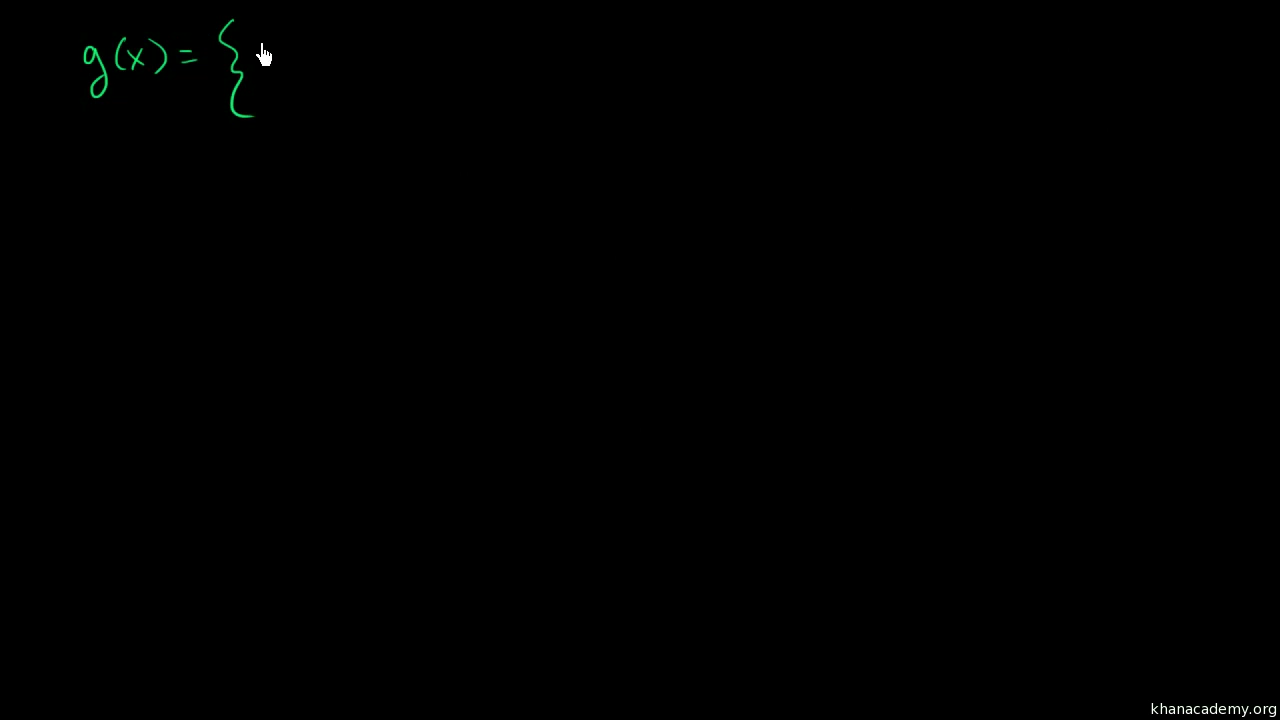 g(x) = {
khanacademy.org